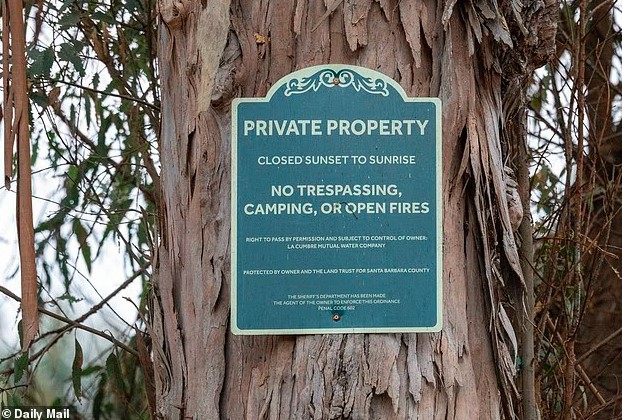 PRIVATE PROPERTY
CLOSED SUNSET TO SUNRISE
NO TRESPASSING,
CAMPING, OR OPEN FIRES
RIGHT TO PASS BY PERMISSION AND SUBJECT TO CONTROL OF OWNER:
LA CUMBRE MUTUAL WATER COMPANY
PROTECTED BY OWNER AND THE LAND TRUST FOR SANTA BARBARA COUNTY
THE SHERIFF'S DEPARTMENT HAS BEEN MADE
THE AGENT OF THE OWNER TO ENFORCE THIS ORDINANCE
PENAL CODE 602
© Daily Mail